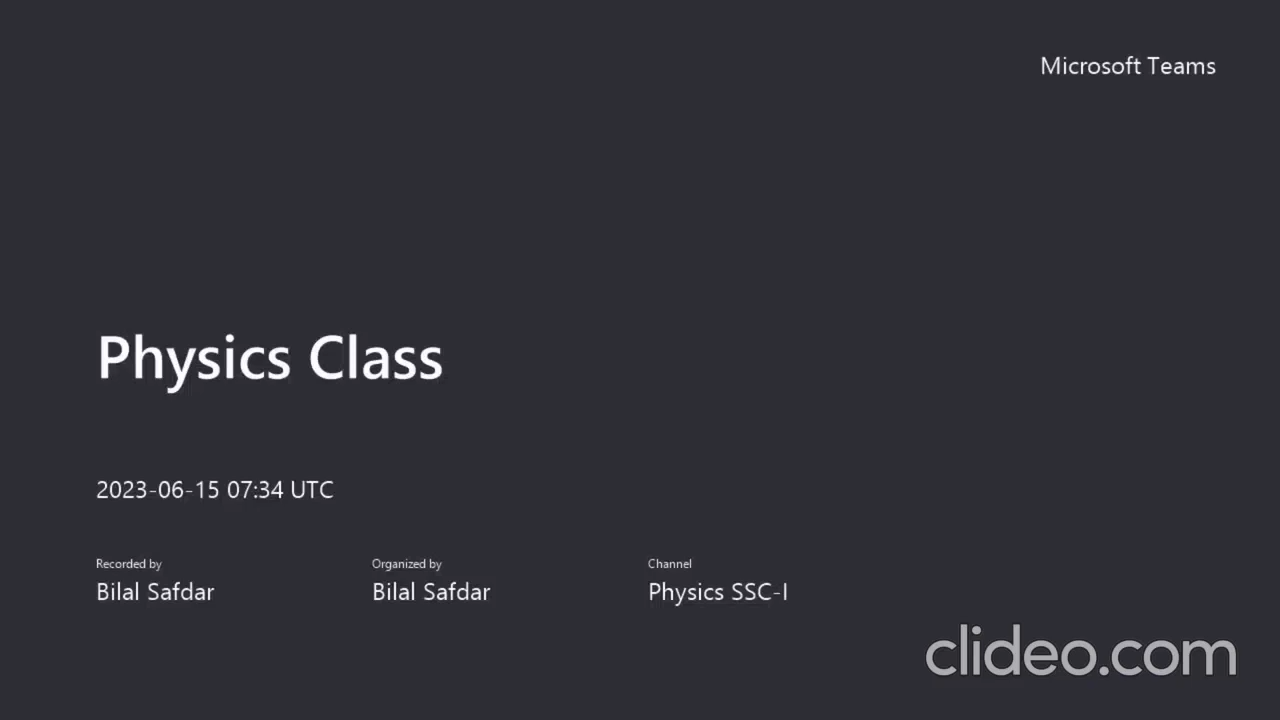 Microsoft Teams
Physics Class
2023-06-15 07:34 UTC
Recorded by
Bilal Safdar
Organized by
Bilal Safdar
Channel
Physics SSC-I
clideo.com